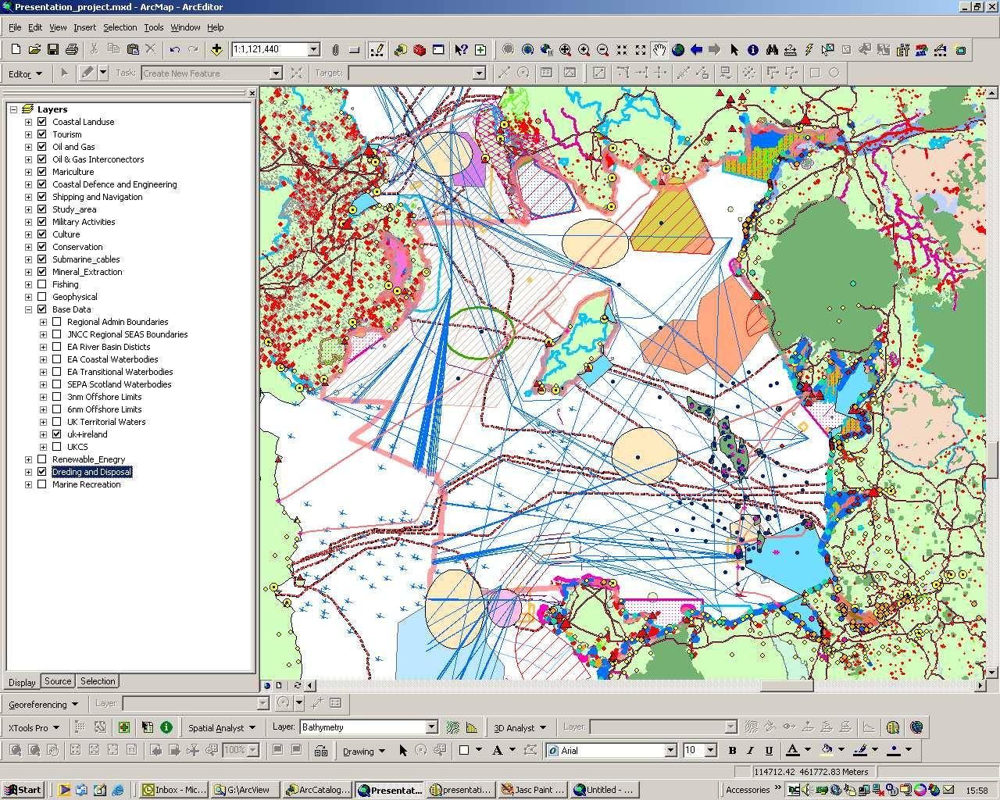 Presentation_project.mxd - ArcMap - ArcEditor
File Edit View Insert Selection Tools Window Help
1:1,121,440
Editor Task: Create New Feature Target:
Layers
Coastal Landuse
Tourism
Oil and Gas
Oil & Gas Interconectors
Mariculture
Coastal Defence and Engineering
Shipping and Navigation
Study_area
Military Activities
Culture
Conservation
Submarine_cables
Mineral_Extraction
Fishing
Geophysical
Base Data
Regional Admin Boundaries
JNCC Regional SEAS Boundaries
EA River Basin Disticts
EA Coastal Waterbodies
EA Transitional Waterbodies
SEPA Scotland Waterbodies
3nm Offshore Limits
6nm Offshore Limits
UK Territorial Waters
uk+ireland
UKCS
Renewable_Enegry
Dreding and Disposal
Marine Recreation
Display Source Selection
Georeferencing Layer:
XTools Pro Spatial Analyst Layer: Bathymetry 3D Analyst Layer:
100% Drawing A Arial 10 B I U A
114712.42 461772.83 Meters
Start Inbox - Mic... G:\ArcView ArcCatalog... Presentat... presentati... Jasc Paint ... Untitled - ... Accessories » 15:58